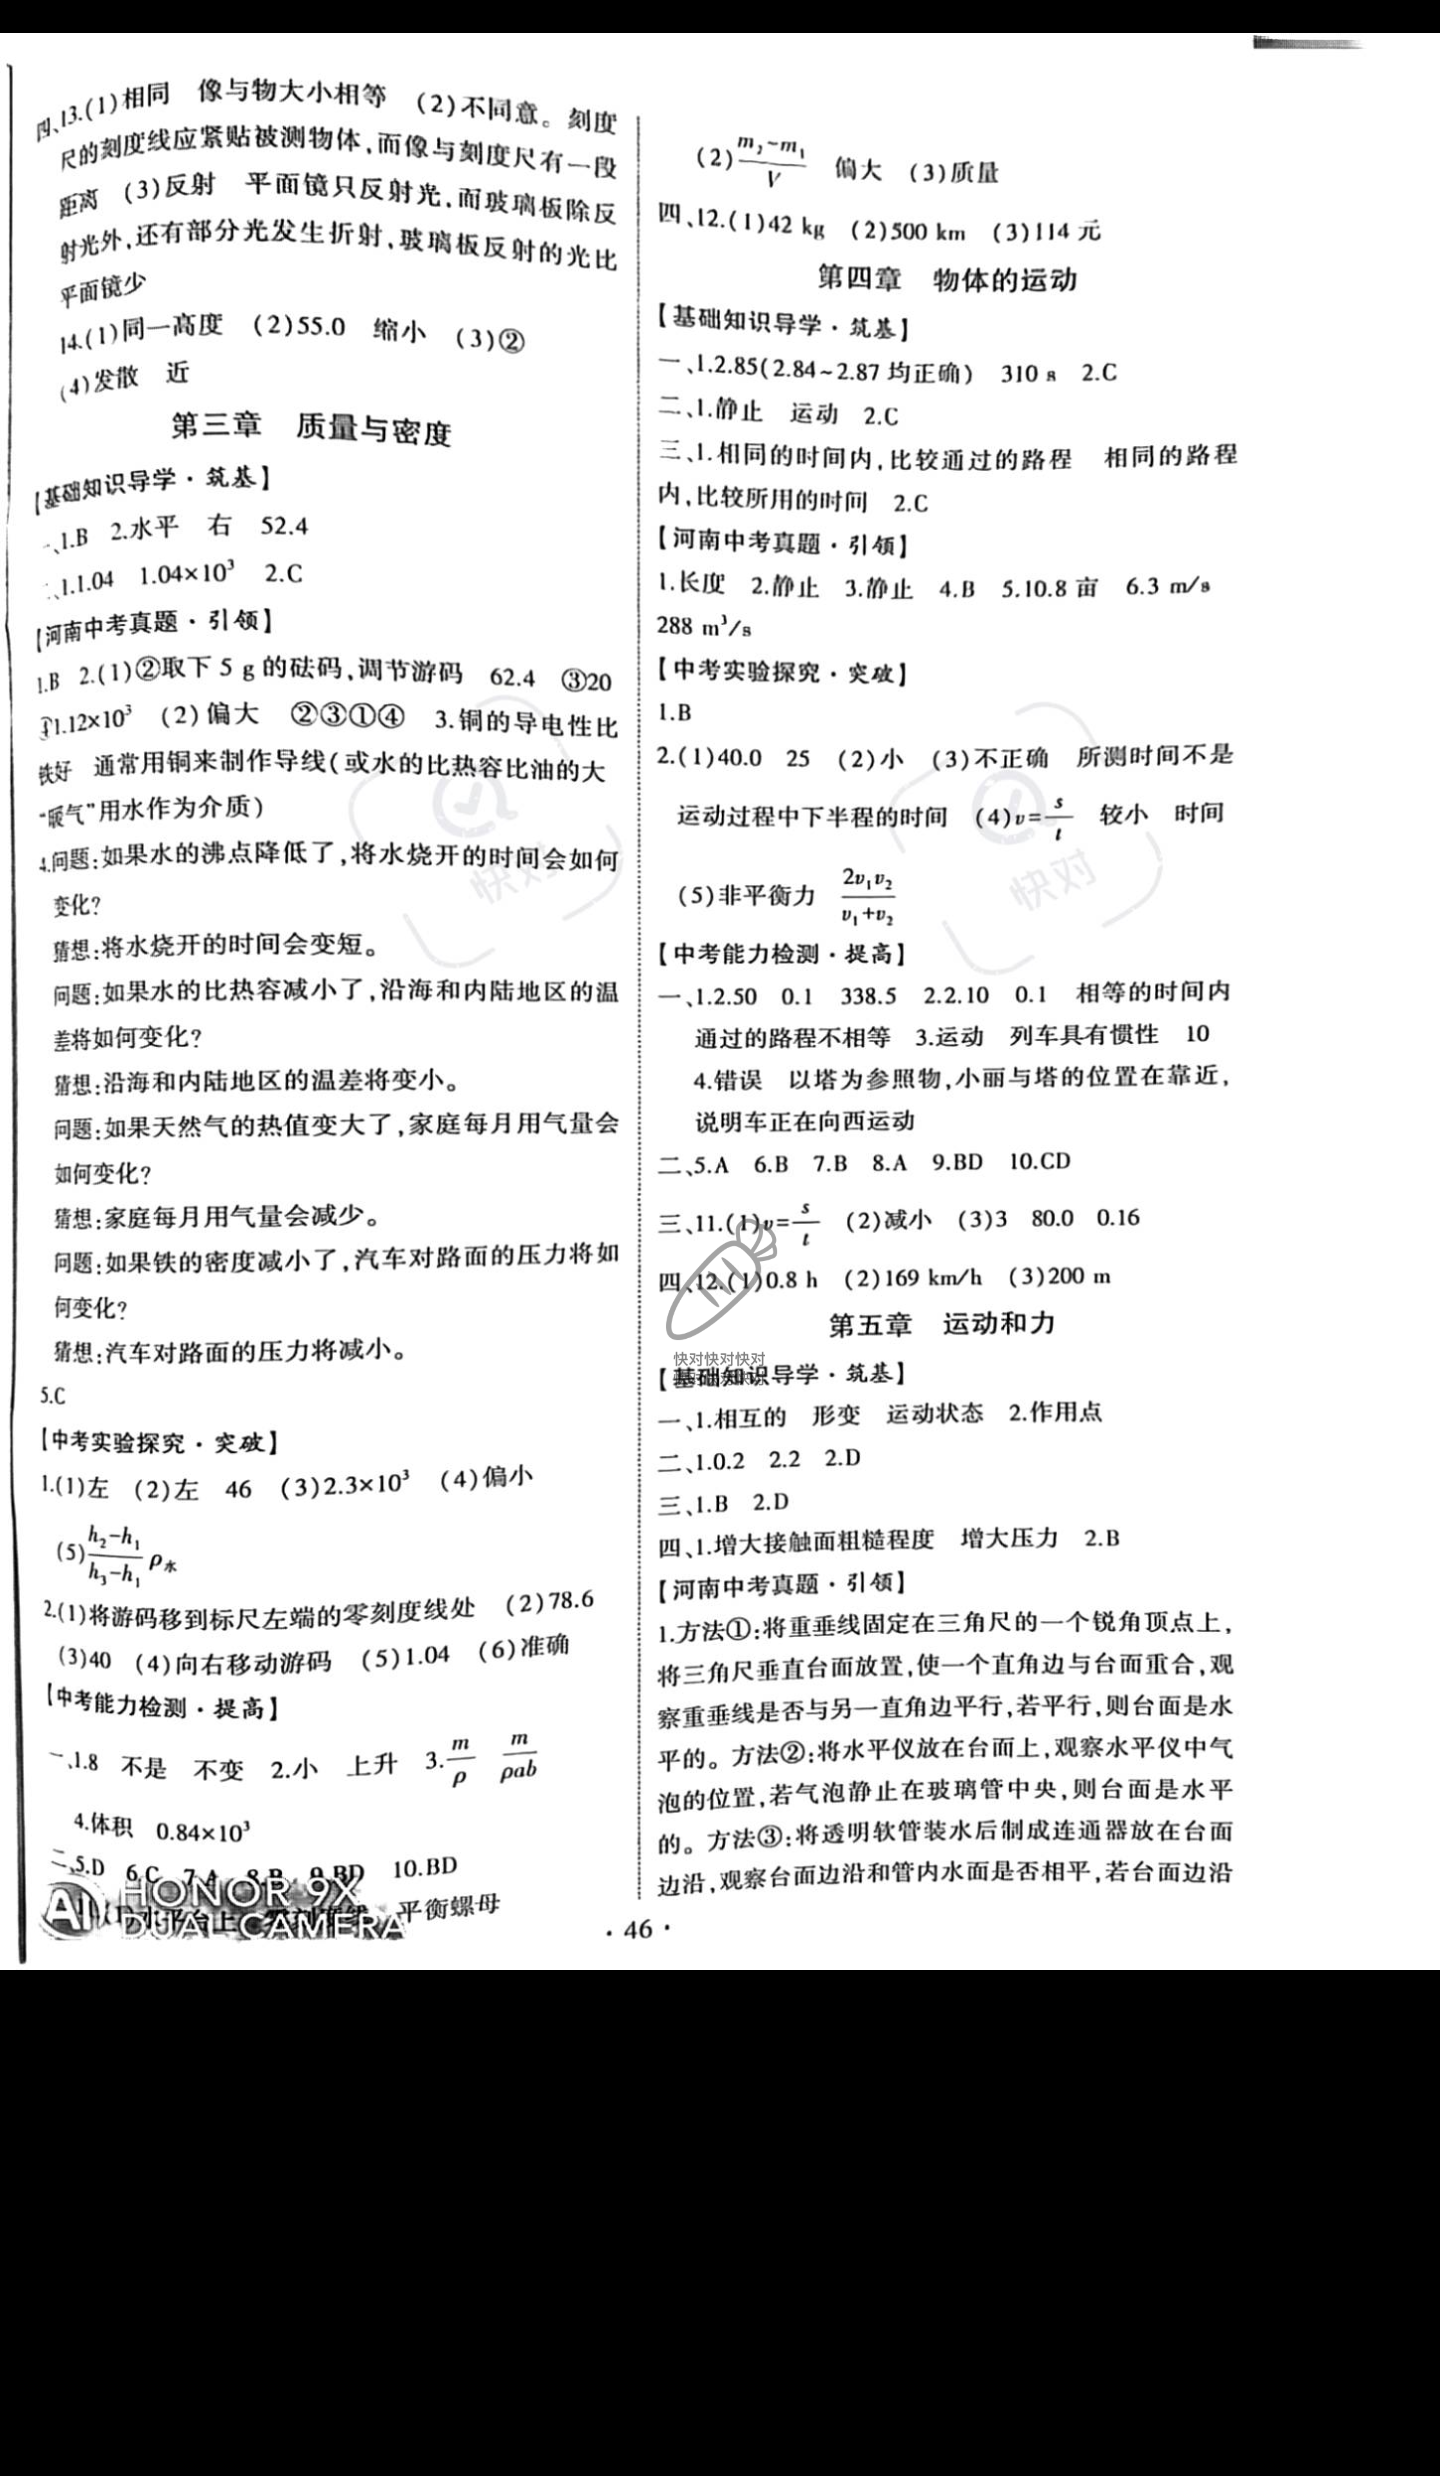 四、13.(1)相同　像与物大小相等　(2)不同意。刻度
尺的刻度线应紧贴被测物体,而像与刻度尺有一段
距离　(3)反射　平面镜只反射光,而玻璃板除反
射光外,还有部分光发生折射,玻璃板反射的光比
平面镜少
14.(1)同一高度　(2)55.0　缩小　(3)②
(4)发散　近
第三章　质量与密度
【基础知识导学·筑基】
一、1.B　2.水平　右　52.4
二、1.1.04　1.04×10³　2.C
【河南中考真题·引领】
1.B　2.(1)②取下 5 g 的砝码,调节游码　62.4　③20
④1.12×10³　(2)偏大　②③①④　3.铜的导电性比
铁好　通常用铜来制作导线(或水的比热容比油的大
“暖气”用水作为介质)
4.问题:如果水的沸点降低了,将水烧开的时间会如何
变化?
猜想:将水烧开的时间会变短。
问题:如果水的比热容减小了,沿海和内陆地区的温
差将如何变化?
猜想:沿海和内陆地区的温差将变小。
问题:如果天然气的热值变大了,家庭每月用气量会
如何变化?
猜想:家庭每月用气量会减少。
问题:如果铁的密度减小了,汽车对路面的压力将如
何变化?
猜想:汽车对路面的压力将减小。
5.C
【中考实验探究·突破】
1.(1)左　(2)左　46　(3)2.3×10³　(4)偏小
(5)(h₂-h₁)/(h₃-h₁) ρ水
2.(1)将游码移到标尺左端的零刻度线处　(2)78.6
(3)40　(4)向右移动游码　(5)1.04　(6)准确
【中考能力检测·提高】
一、1.8　不是　不变　2.小　上升　3.m/ρ　m/ρab
4.体积　0.84×10³
二、5.D　6.C　7.A　8.B　9.BD　10.BD
水平台上　零刻度线　平衡螺母
AI HONOR 9X
DUAL CAMERA
(2)(m₂-m₁)/V　偏大　(3)质量
四、12.(1)42 kg　(2)500 km　(3)114 元
第四章　物体的运动
【基础知识导学·筑基】
一、1.2.85(2.84~2.87 均正确)　310 s　2.C
二、1.静止　运动　2.C
三、1.相同的时间内,比较通过的路程　相同的路程
内,比较所用的时间　2.C
【河南中考真题·引领】
1.长度　2.静止　3.静止　4.B　5.10.8 亩　6.3 m/s
288 m³/s
【中考实验探究·突破】
1.B
2.(1)40.0　25　(2)小　(3)不正确　所测时间不是
运动过程中下半程的时间　(4)v=s/t　较小　时间
(5)非平衡力　2v₁v₂/(v₁+v₂)
【中考能力检测·提高】
一、1.2.50　0.1　338.5　2.2.10　0.1　相等的时间内
通过的路程不相等　3.运动　列车具有惯性　10
4.错误　以塔为参照物,小丽与塔的位置在靠近,
说明车正在向西运动
二、5.A　6.B　7.B　8.A　9.BD　10.CD
三、11.(1)v=s/t　(2)减小　(3)3　80.0　0.16
四、12.(1)0.8 h　(2)169 km/h　(3)200 m
第五章　运动和力
快对快对快对
【基础知识导学·筑基】
一、1.相互的　形变　运动状态　2.作用点
二、1.0.2　2.2　2.D
三、1.B　2.D
四、1.增大接触面粗糙程度　增大压力　2.B
【河南中考真题·引领】
1.方法①:将重垂线固定在三角尺的一个锐角顶点上,
将三角尺垂直台面放置,使一个直角边与台面重合,观
察重垂线是否与另一直角边平行,若平行,则台面是水
平的。方法②:将水平仪放在台面上,观察水平仪中气
泡的位置,若气泡静止在玻璃管中央,则台面是水平
的。方法③:将透明软管装水后制成连通器放在台面
边沿,观察台面边沿和管内水面是否相平,若台面边沿
·46·
快对
快对